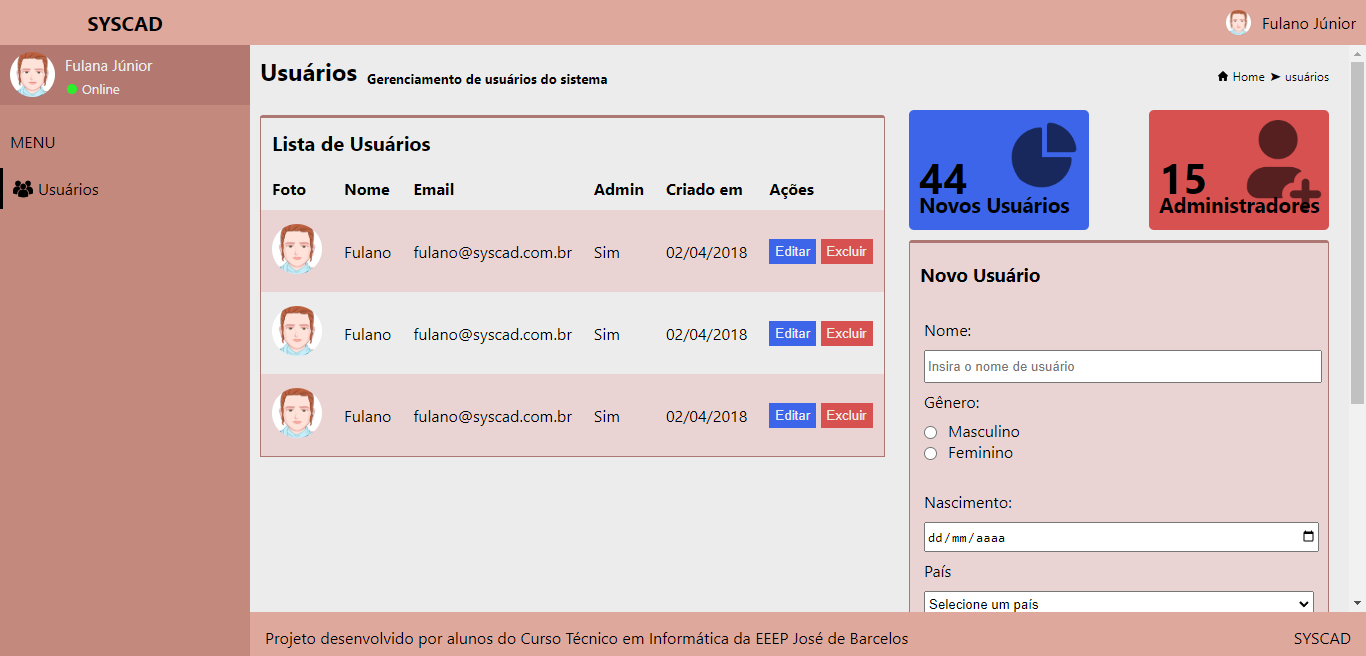 SYSCAD
Fulano Júnior
Fulana Júnior
Online
MENU
Usuários
Usuários Gerenciamento de usuários do sistema
Home ➤ usuários
Lista de Usuários
Foto Nome Email Admin Criado em Ações
Fulano fulano@syscad.com.br Sim 02/04/2018 Editar Excluir
Fulano fulano@syscad.com.br Sim 02/04/2018 Editar Excluir
Fulano fulano@syscad.com.br Sim 02/04/2018 Editar Excluir
44
Novos Usuários
15
Administradores
Novo Usuário
Nome:
Insira o nome de usuário
Gênero:
Masculino
Feminino
Nascimento:
dd/mm/aaaa
País
Selecione um país
Projeto desenvolvido por alunos do Curso Técnico em Informática da EEEP José de Barcelos
SYSCAD